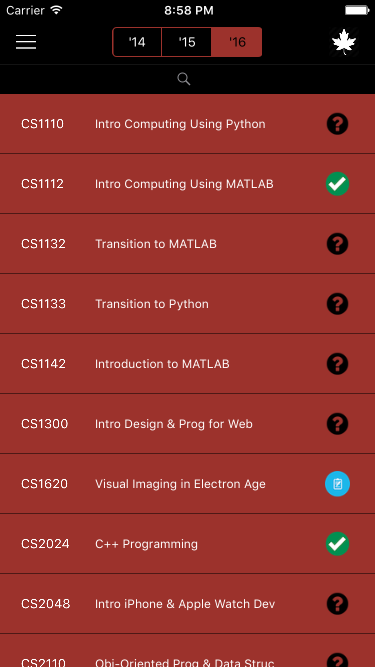 Carrier 8:58 PM
'14 '15 '16
CS1110 Intro Computing Using Python ?
CS1112 Intro Computing Using MATLAB
CS1132 Transition to MATLAB ?
CS1133 Transition to Python ?
CS1142 Introduction to MATLAB ?
CS1300 Intro Design & Prog for Web ?
CS1620 Visual Imaging in Electron Age
CS2024 C++ Programming
CS2048 Intro iPhone & Apple Watch Dev ?
CS2110 Obj-Oriented Prog & Data Struc ?